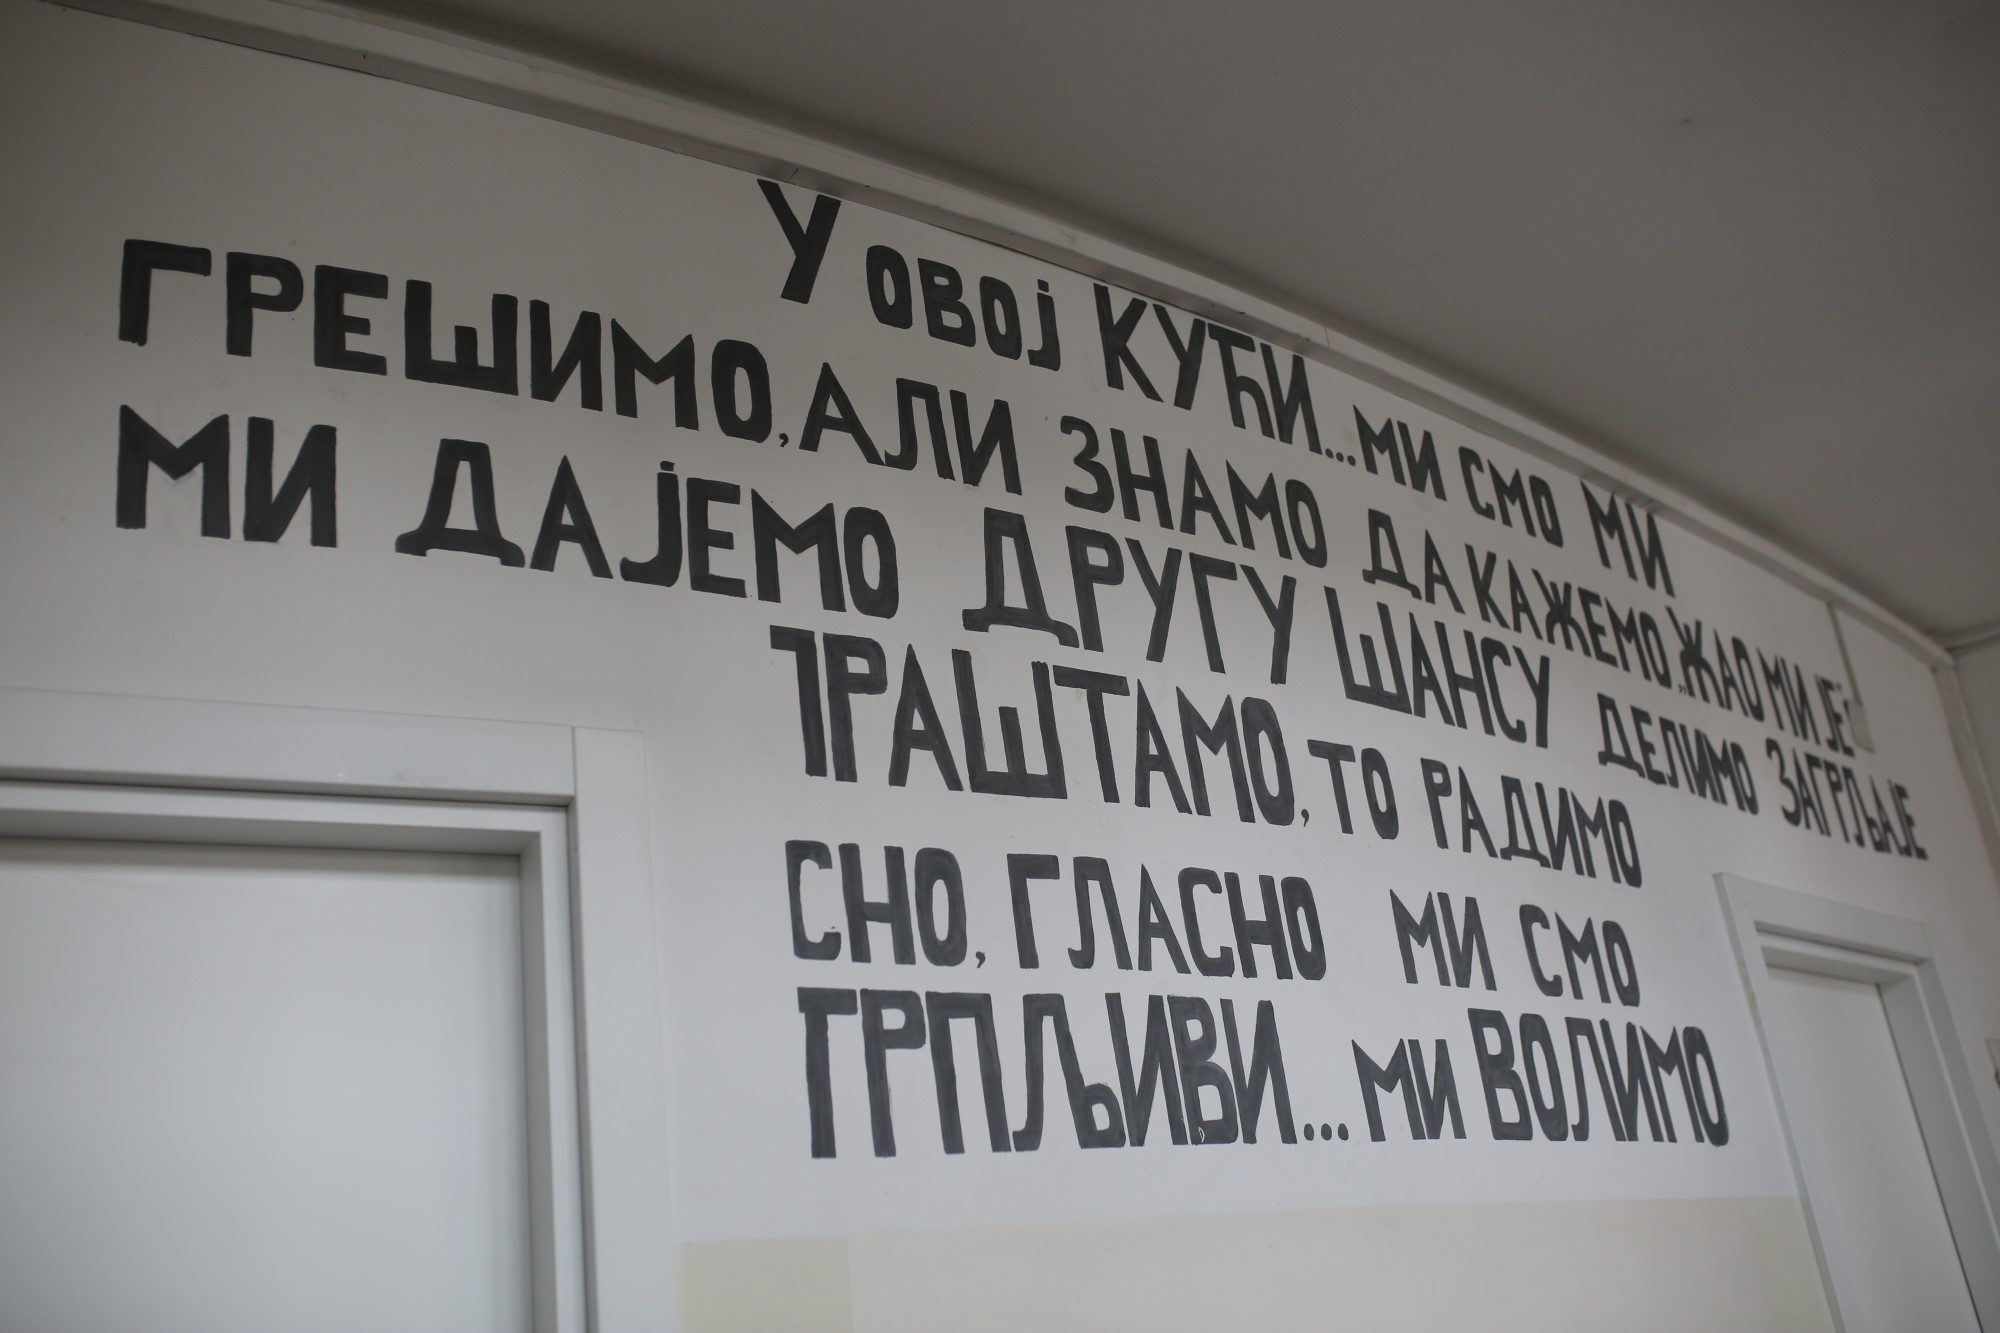 У ОВОЈ КУЋИ...МИ СМО МИ
ГРЕШИМО, АЛИ ЗНАМО ДА КАЖЕМО „ЖАО МИ ЈЕ“
МИ ДАЈЕМО ДРУГУ ШАНСУ ДЕЛИМО ЗАГРЉАЈЕ
ПРАШТАМО, ТО РАДИМО
СНО, ГЛАСНО МИ СМО
ТРПЉИВИ...МИ ВОЛИМО